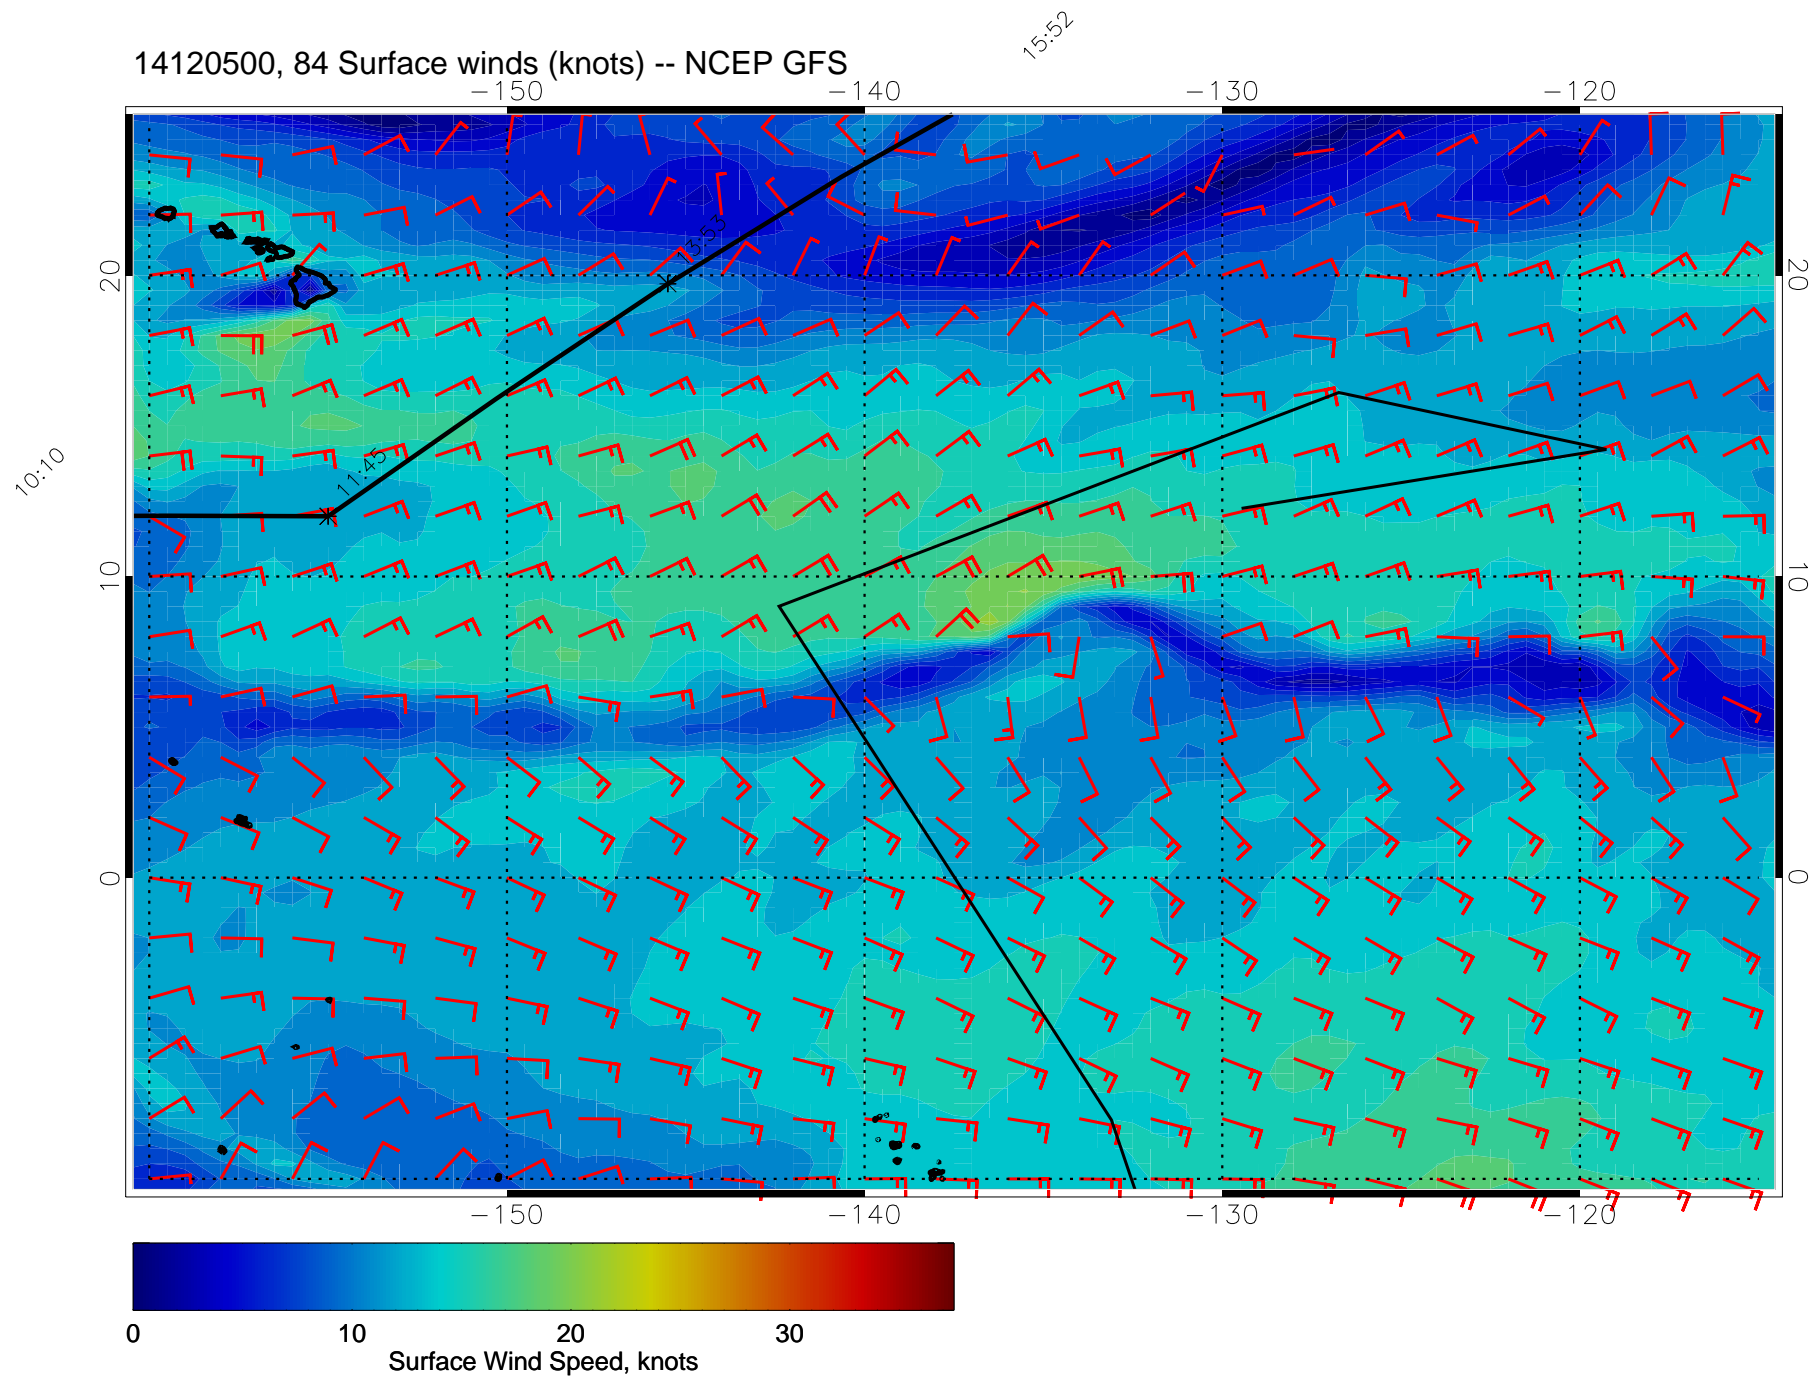 15:52
14120500, 84 Surface winds (knots) -- NCEP GFS
-150 -140 -130 -120
13:53
20 20
11:45
10:10
10 10
0 0
-150 -140 -130 -120
0 10 20 30
Surface Wind Speed, knots